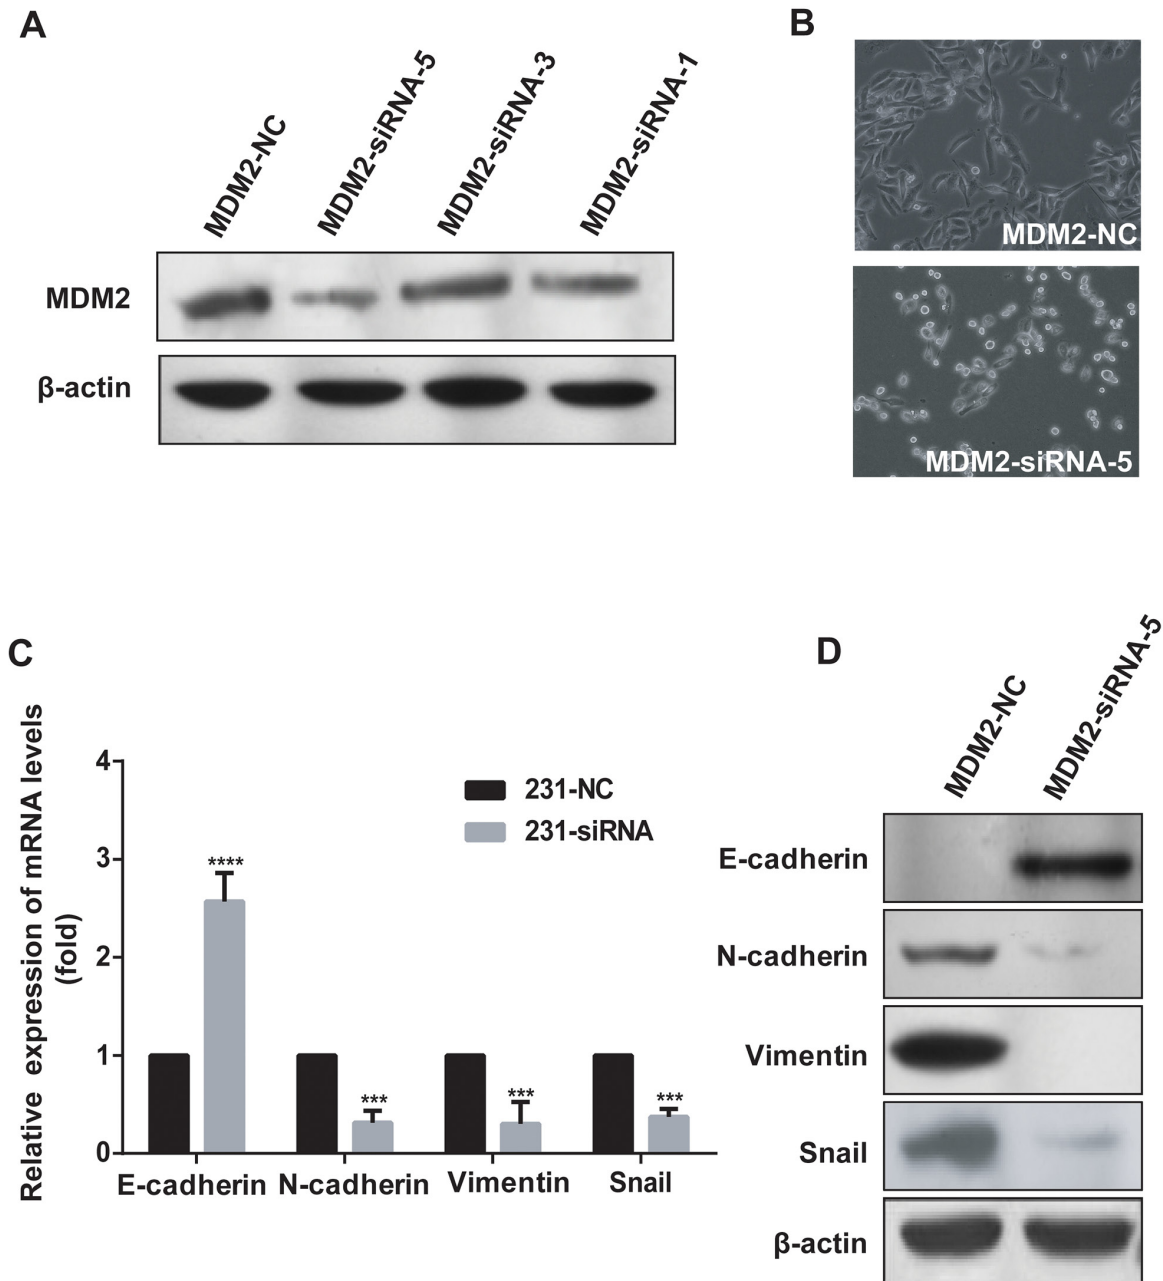 A
MDM2-NC
MDM2-siRNA-5
MDM2-siRNA-3
MDM2-siRNA-1
MDM2
β-actin
B
MDM2-NC
MDM2-siRNA-5
C
Relative expression of mRNA levels
(fold)
4
3
2
1
0
231-NC
231-siRNA
****
***
***
***
E-cadherin
N-cadherin
Vimentin
Snail
D
MDM2-NC
MDM2-siRNA-5
E-cadherin
N-cadherin
Vimentin
Snail
β-actin